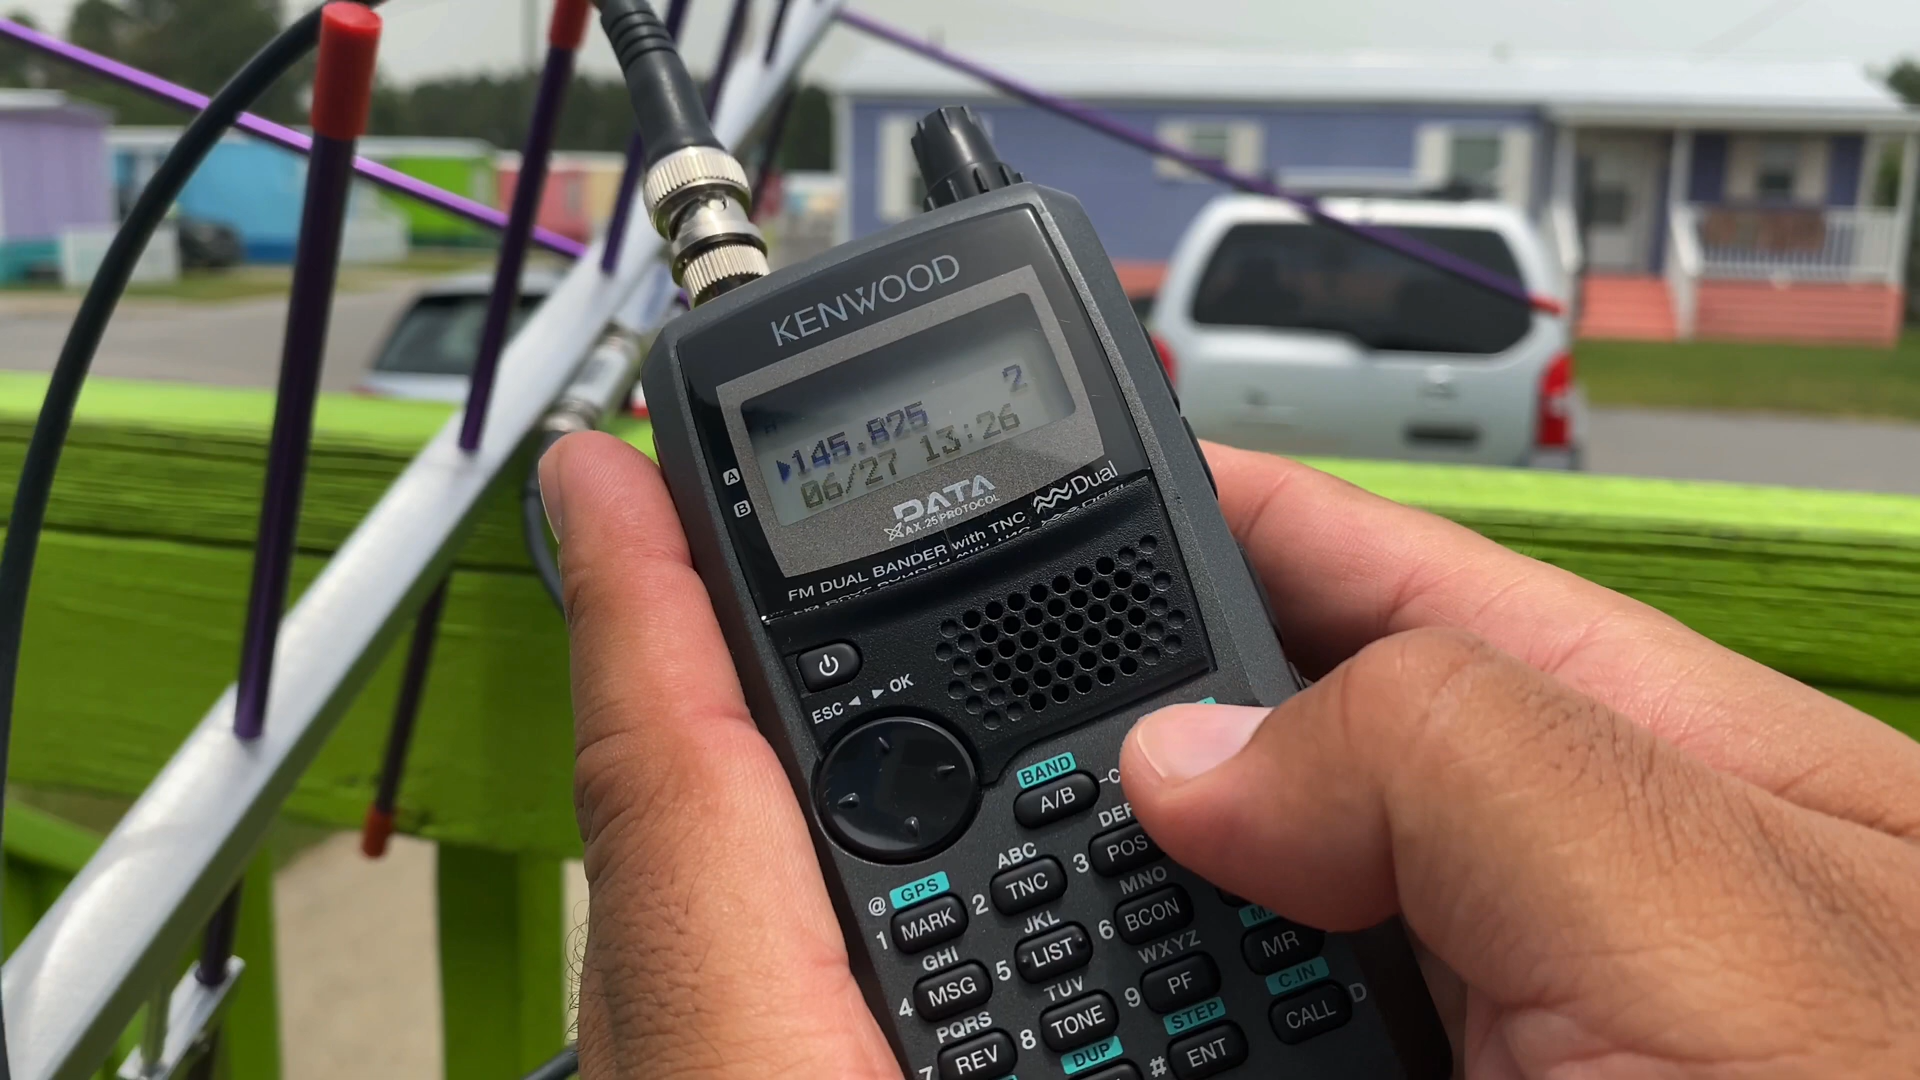 KENWOOD
2
145.825
06/27 13:26
A
B
DATA
AX.25 PROTOCOL
Dual
FM DUAL BANDER with TNC
ESC OK
BAND
A/B
ABC
2 TNC
3 POS
@ GPS
1 MARK
JKL
5 LIST
MNO
6 BCON
MR
GHI
4 MSG
TUV
8 TONE
WXYZ
9 PF
C.IN
CALL D
PQRS
7 REV
DUP
STEP
# ENT